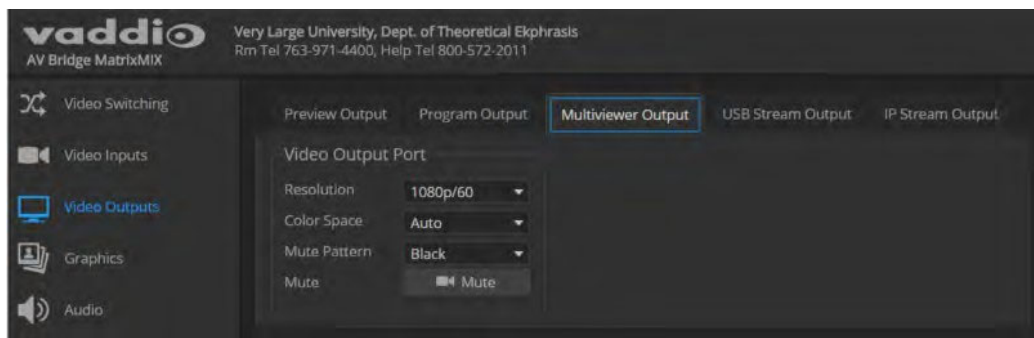 vaddio
AV Bridge MatrixMIX
Very Large University, Dept. of Theoretical Ekphrasis
Rm Tel 763-971-4400, Help Tel 800-572-2011
Video Switching
Video Inputs
Video Outputs
Graphics
Audio
Preview Output
Program Output
Multiviewer Output
USB Stream Output
IP Stream Output
Video Output Port
Resolution 1080p/60
Color Space Auto
Mute Pattern Black
Mute Mute